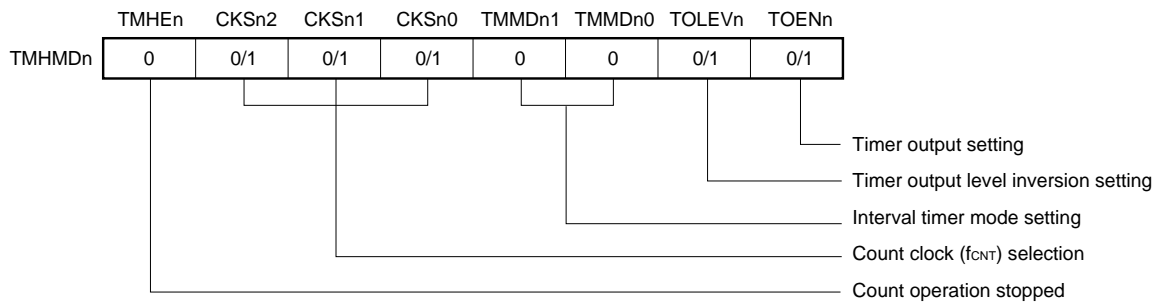 TMHEn CKSn2 CKSn1 CKSn0 TMMDn1 TMMDn0 TOLEVn TOENn
TMHMDn 0 0/1 0/1 0/1 0 0 0/1 0/1
Timer output setting
Timer output level inversion setting
Interval timer mode setting
Count clock (fCNT) selection
Count operation stopped